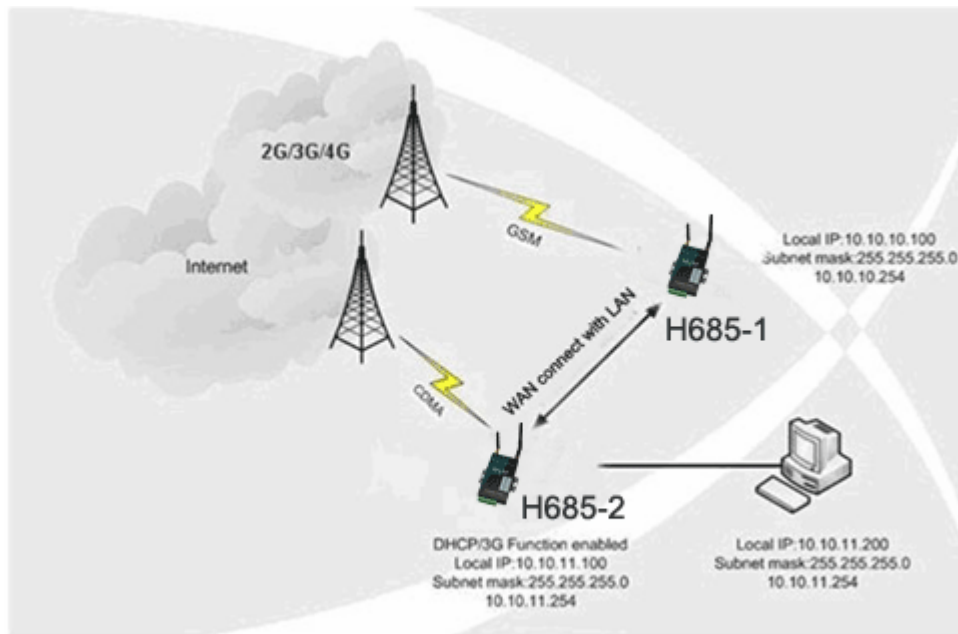 2G/3G/4G
Internet
GSM
Local IP:10.10.10.100
Subnet mask:255.255.255.0
10.10.10.254
H685-1
WAN connect with LAN
CDMA
H685-2
DHCP/3G Function enabled
Local IP:10.10.11.100
Subnet mask:255.255.255.0
10.10.11.254
Local IP:10.10.11.200
Subnet mask:255.255.255.0
10.10.11.254